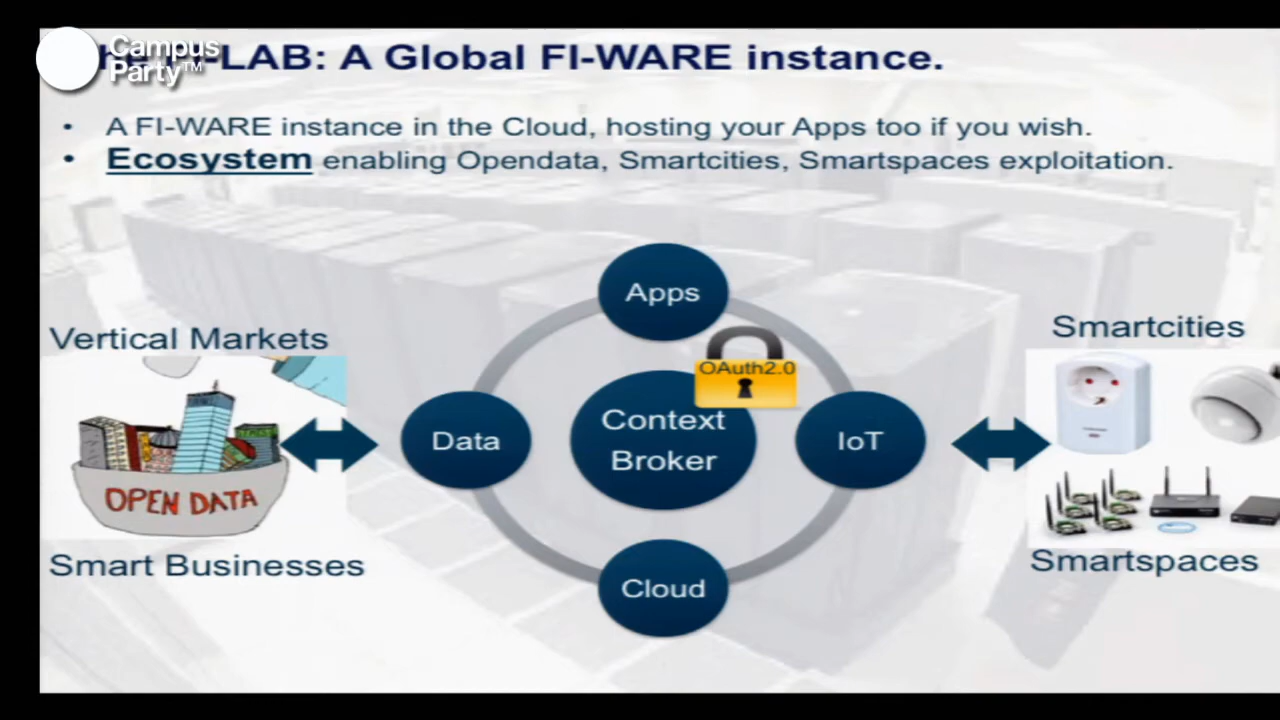 Campus
Party™
he FI-LAB: A Global FI-WARE instance.
• A FI-WARE instance in the Cloud, hosting your Apps too if you wish.
• Ecosystem enabling Opendata, Smartcities, Smartspaces exploitation.
Apps
Vertical Markets
Smartcities
OAuth2.0
Context
Broker
Data
IoT
OPEN DATA
Smart Businesses
Smartspaces
Cloud